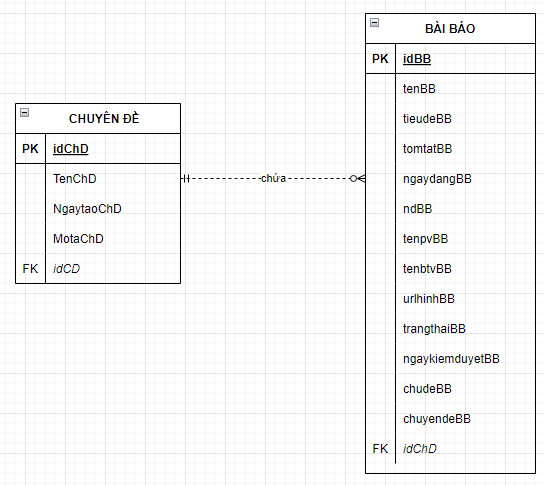 CHUYÊN ĐỀ
PK idChD
TenChD
NgaytaoChD
MotaChD
FK idCD
chứa
BÀI BÁO
PK idBB
tenBB
tieudeBB
tomtatBB
ngaydangBB
ndBB
tenpvBB
tenbtvBB
urlhinhBB
trangthaiBB
ngaykiemduyetBB
chudeBB
chuyendeBB
FK idChD